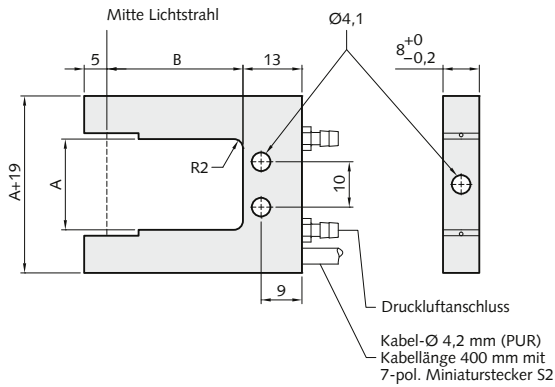 Mitte Lichtstrahl
Ø4,1
8 +0 −0,2
5
B
13
A+19
A
R2
10
9
Druckluftanschluss
Kabel-Ø 4,2 mm (PUR)
Kabellänge 400 mm mit
7-pol. Miniaturstecker S2